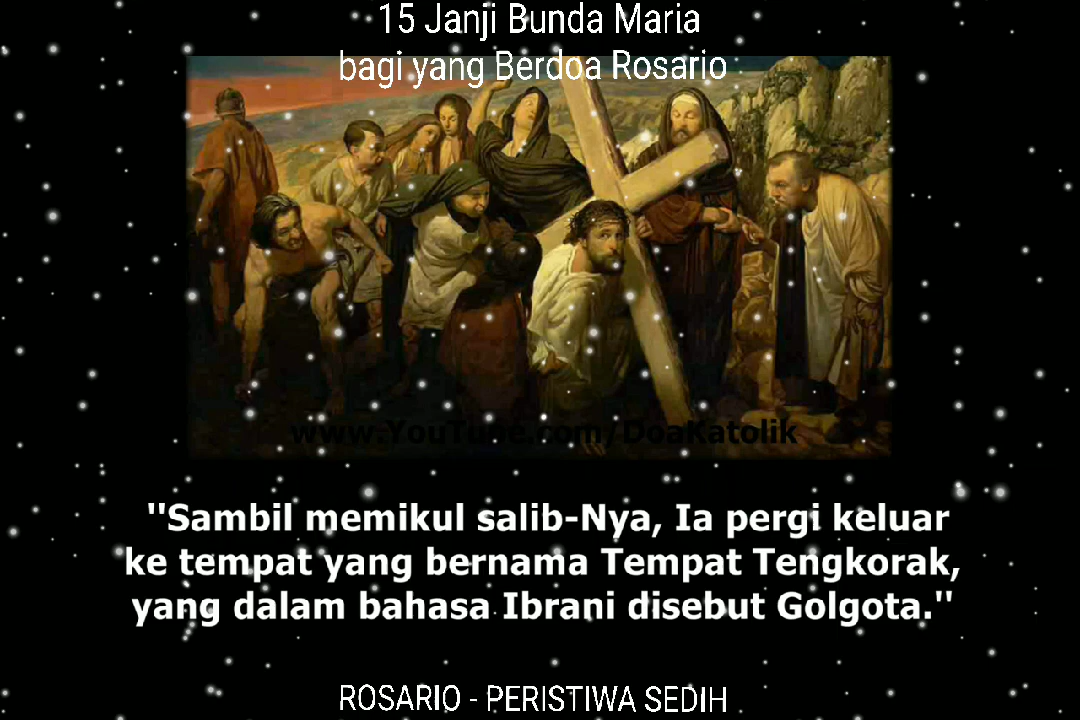 15 Janji Bunda Maria
bagi yang Berdoa Rosario
www.YouTube.com/DoaKatolik
"Sambil memikul salib-Nya, Ia pergi keluar
ke tempat yang bernama Tempat Tengkorak,
yang dalam bahasa Ibrani disebut Golgota."
ROSARIO - PERISTIWA SEDIH